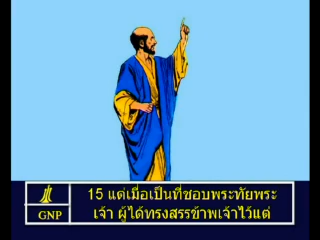 15 แต่เมื่อเป็นที่ชอบพระทัยพระ
เจ้า ผู้ได้ทรงสรรข้าพเจ้าไว้แต่
GNP